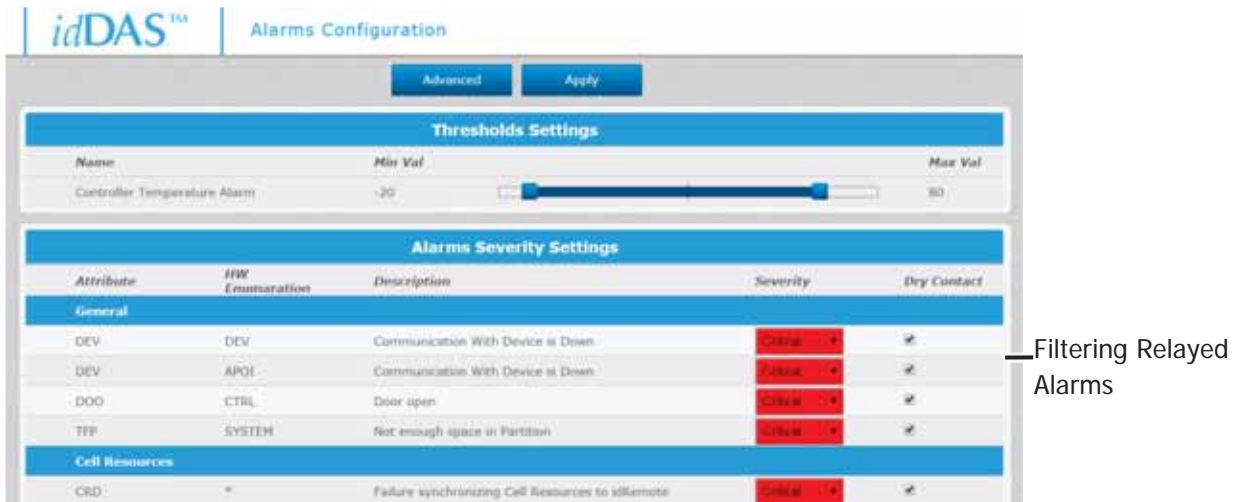 idDAS™ Alarms Configuration
Advanced Apply
Thresholds Settings
Name Min Val Max Val
Controller Temperature Alarm -20 80
Alarms Severity Settings
Attribute HW Enumaration Description Severity Dry Contact
General
DEV DEV Communication With Device is Down Critical
DEV APOI Communication With Device is Down Critical
DOO CTRL Door open Critical
TFP SYSTEM Not enough space in Partition Critical
Cell Resources
CRD * Failure synchronizing Cell Resources to idRemote Critical
Filtering Relayed
Alarms